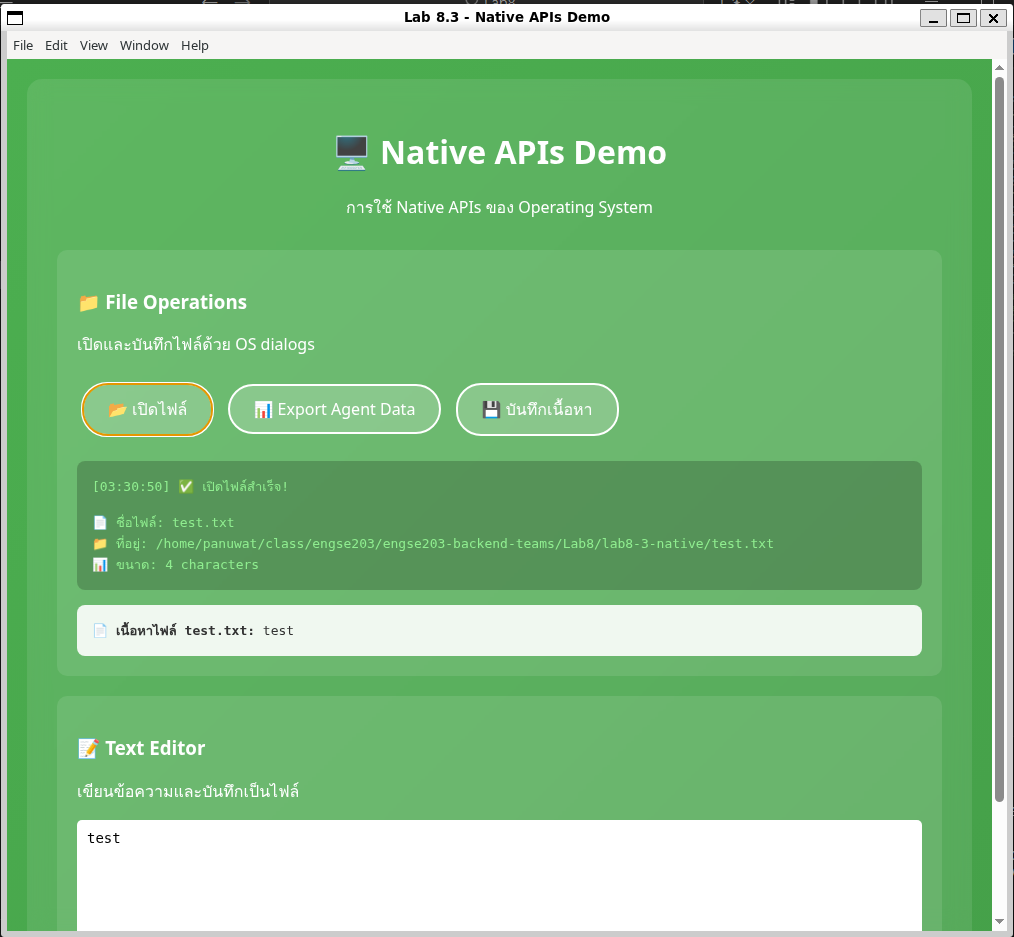 Lab 8.3 - Native APIs Demo
File Edit View Window Help
🖥️ Native APIs Demo
การใช้ Native APIs ของ Operating System
📁 File Operations
เปิดและบันทึกไฟล์ด้วย OS dialogs
📂 เปิดไฟล์
📊 Export Agent Data
💾 บันทึกเนื้อหา
[03:30:50] ✅ เปิดไฟล์สำเร็จ!
📄 ชื่อไฟล์: test.txt
📁 ที่อยู่: /home/panuwat/class/engse203/engse203-backend-teams/Lab8/lab8-3-native/test.txt
📊 ขนาด: 4 characters
📄 เนื้อหาไฟล์ test.txt: test
📝 Text Editor
เขียนข้อความและบันทึกเป็นไฟล์
test